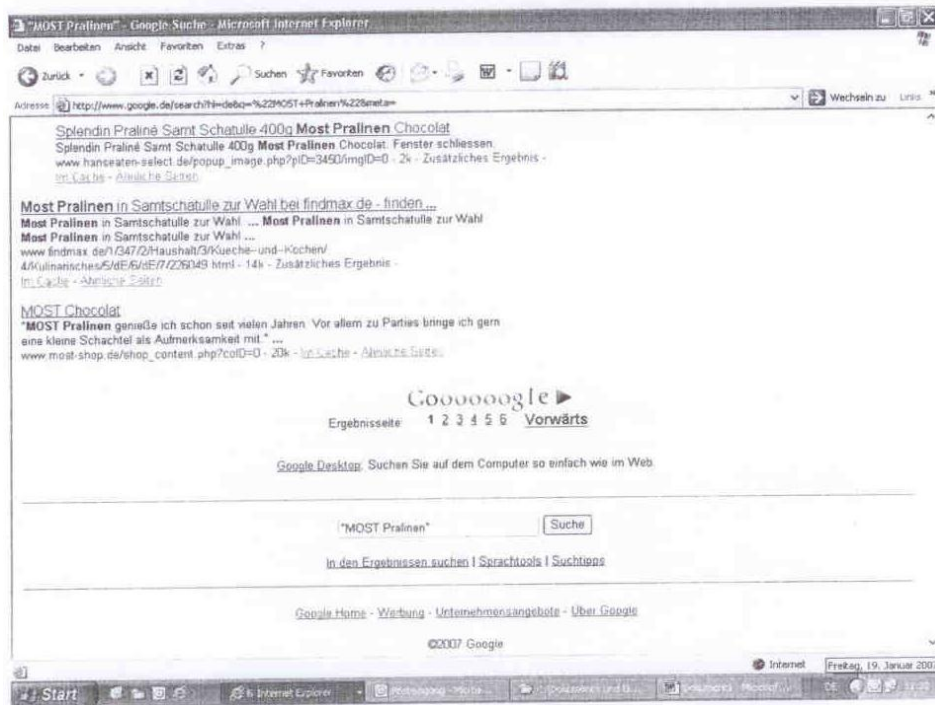 "MOST Pralinen" - Google-Suche - Microsoft Internet Explorer
Datei Bearbeiten Ansicht Favoriten Extras ?
Zurück Suchen Favoriten
Adresse http://www.google.de/search?hl=de&q=%22MOST+Pralinen%22&meta= Wechseln zu Links »
Splendin Praliné Samt Schatulle 400g Most Pralinen Chocolat
Splendin Praliné Samt Schatulle 400g Most Pralinen Chocolat. Fenster schliessen.
www.hanseaten-select.de/popup_image.php?pID=3450/imgID=0 - 2k - Zusätzliches Ergebnis -
Im Cache - Ähnliche Seiten
Most Pralinen in Samtschatulle zur Wahl bei findmax.de - finden ...
Most Pralinen in Samtschatulle zur Wahl. ... Most Pralinen in Samtschatulle zur Wahl
Most Pralinen in Samtschatulle zur Wahl ...
www.findmax.de/1/347/2/Haushalt/3/Kueche--und--Kochen/
4/Kulinarisches/5/dE/6/dE/7/226049.html - 14k - Zusätzliches Ergebnis -
Im Cache - Ähnliche Seiten
MOST Chocolat
"MOST Pralinen genieße ich schon seit vielen Jahren. Vor allem zu Parties bringe ich gern
eine kleine Schachtel als Aufmerksamkeit mit." ...
www.most-shop.de/shop_content.php?coID=0 - 20k - Im Cache - Ähnliche Seiten
Goooooogle
Ergebnisseite 1 2 3 4 5 6 Vorwärts
Google Desktop: Suchen Sie auf dem Computer so einfach wie im Web.
"MOST Pralinen" Suche
In den Ergebnissen suchen | Sprachtools | Suchtipps
Google Home - Werbung - Unternehmensangebote - Über Google
©2007 Google
Internet Freitag, 19. Januar 2007
Start 6 Internet Explorer DE